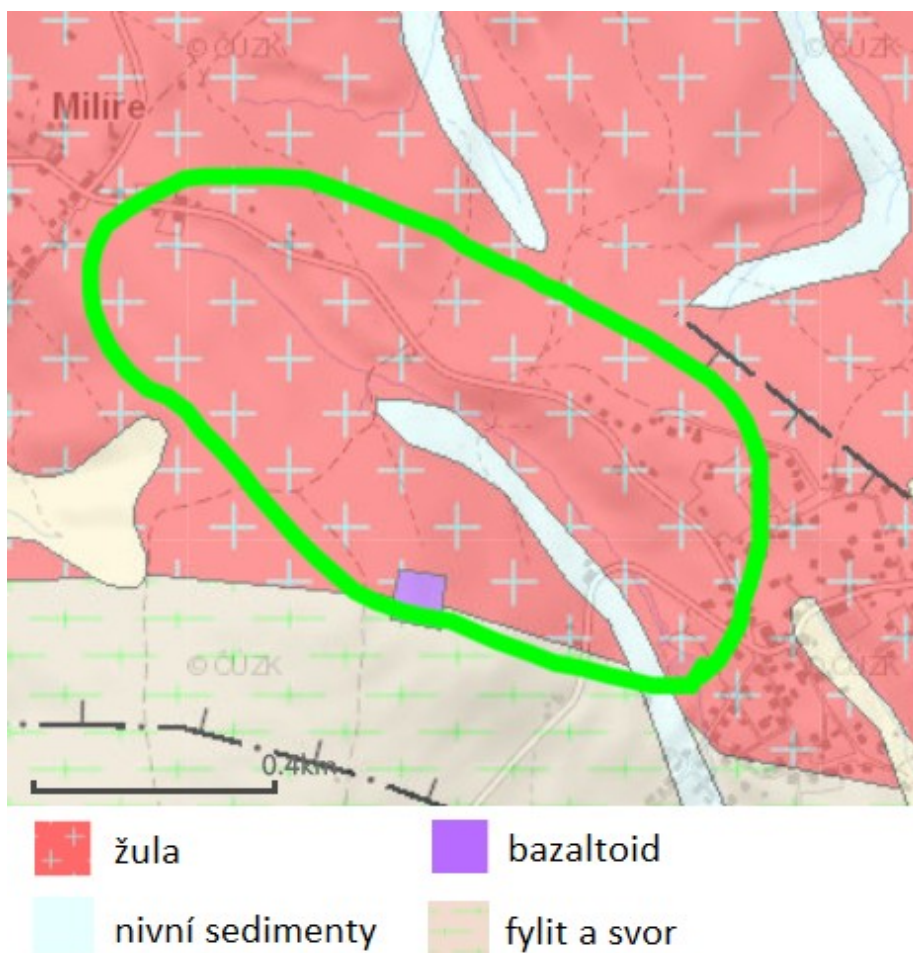 © ČÚZK
© ČÚZK
Milíře
© ČÚZK
ČÚZK
0.4km
žula
bazaltoid
nivní sedimenty
fylit a svor